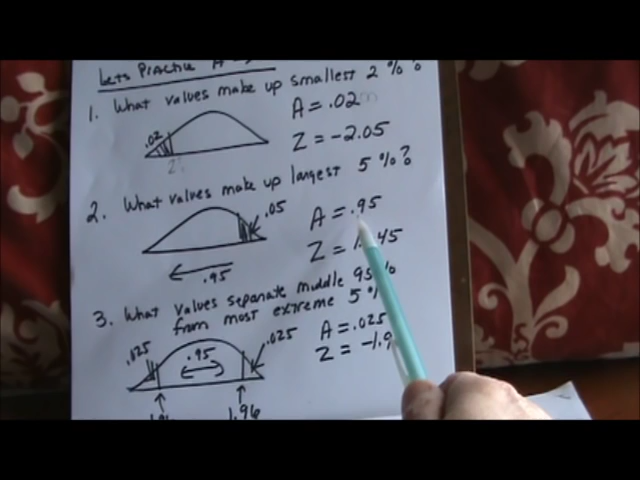 Lets Practice
1. What values make up smallest 2 %?
.02
A = .02
Z = -2.05
2. What values make up largest 5 %?
.05
A = .95
.95
3. What values separate middle 95%
from most extreme 5 %
.025
.95
.025
A = .025
1.96